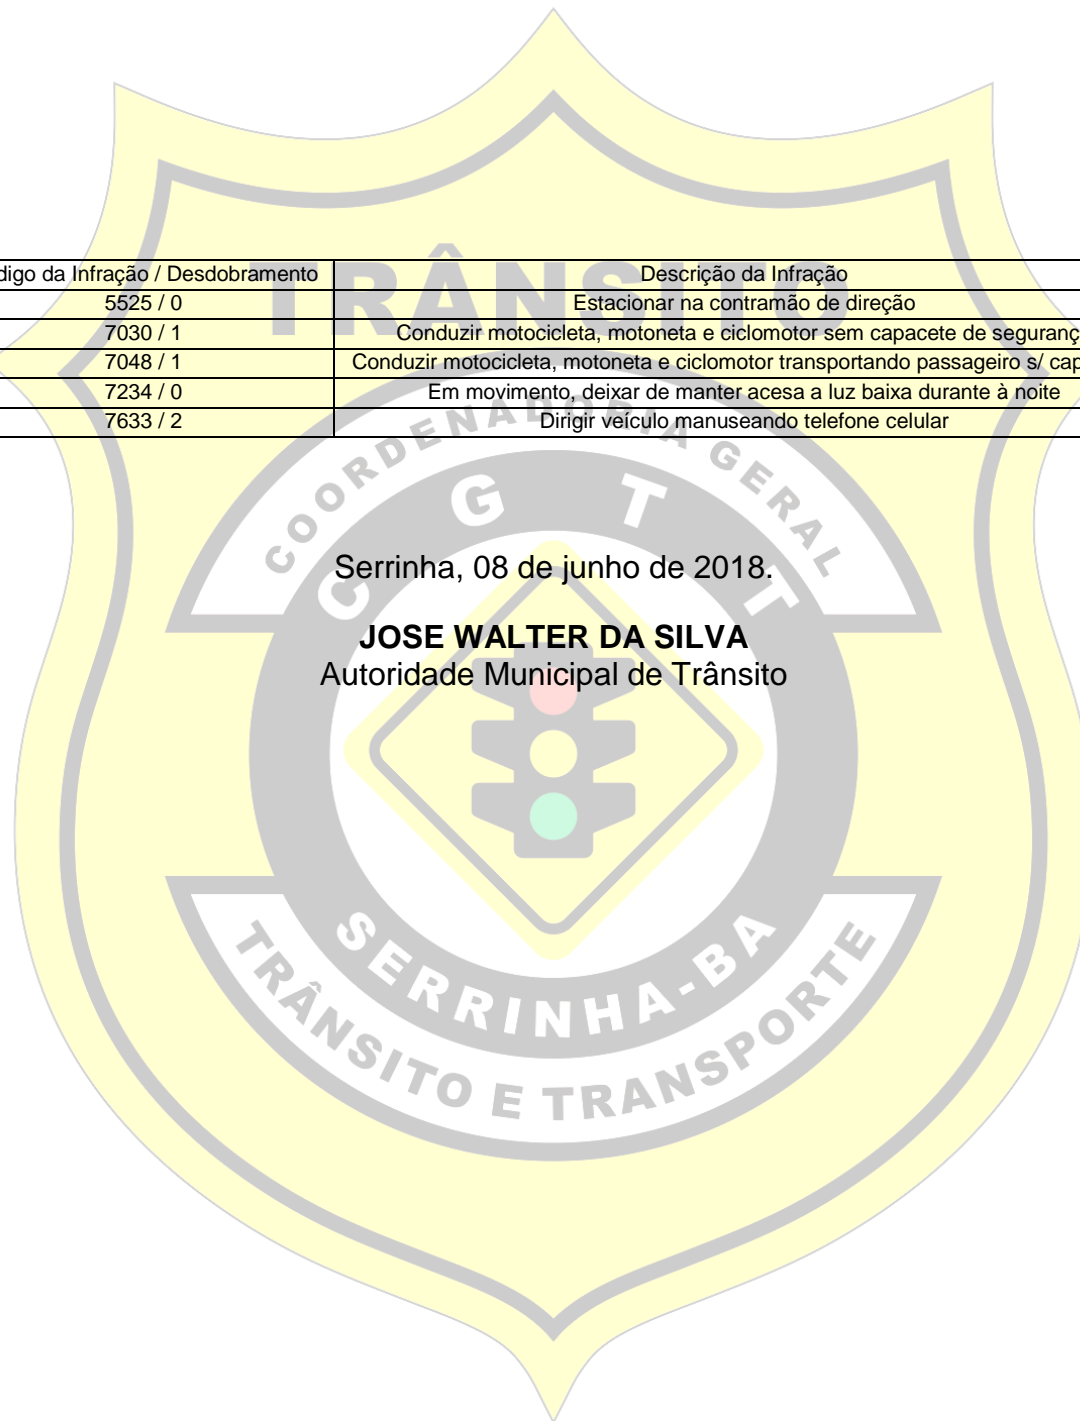 TRÂNSITO
digo da Infração / Desdobramento Descrição da Infração
5525 / 0 Estacionar na contramão de direção
7030 / 1 Conduzir motocicleta, motoneta e ciclomotor sem capacete de seguranç
7048 / 1 Conduzir motocicleta, motoneta e ciclomotor transportando passageiro s/ cap
7234 / 0 Em movimento, deixar de manter acesa a luz baixa durante à noite
7633 / 2 Dirigir veículo manuseando telefone celular
COORDENADORIA GERAL
C G T T
Serrinha, 08 de junho de 2018.
JOSE WALTER DA SILVA
Autoridade Municipal de Trânsito
SERRINHA-BA
TRÂNSITO E TRANSPORTE